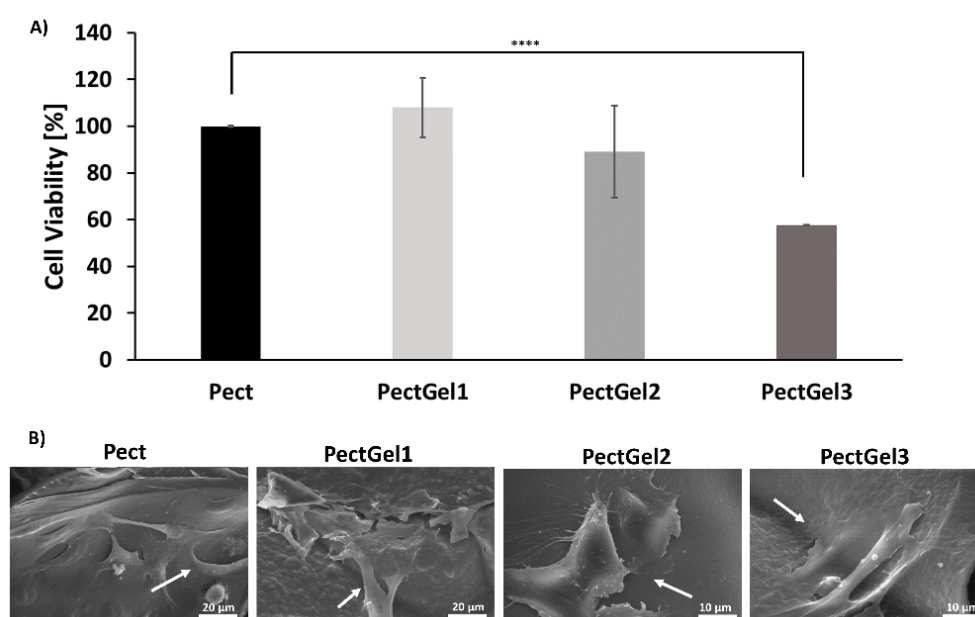 A)
140
120
100
80
60
40
20
0
Cell Viability [%]
****
Pect PectGel1 PectGel2 PectGel3
B)
Pect PectGel1 PectGel2 PectGel3
20 µm 20 µm 10 µm 10 µm